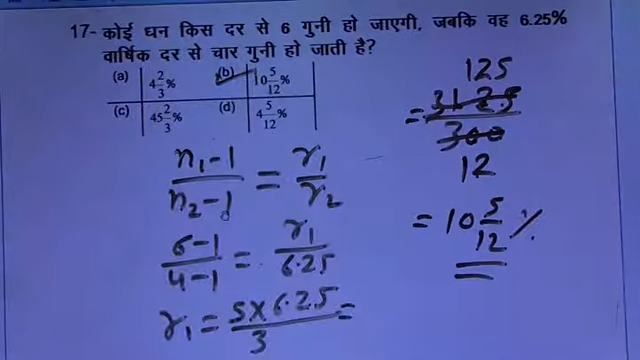 17- कोई धन किस दर से 6 गुनी हो जाएगी, जबकि वह 6.25%
वार्षिक दर से चार गुनी हो जाती है?
(a) 4 2/3 % (b) 10 5/12 %
(c) 45 2/3 % (d) 4 5/12 %
n₁-1/n₂-1 = r₁/r₂
6-1/4-1 = r₁/6.25
r₁ = 5×6.25/3 =
= 3125/300
125
12
= 10 5/12 %